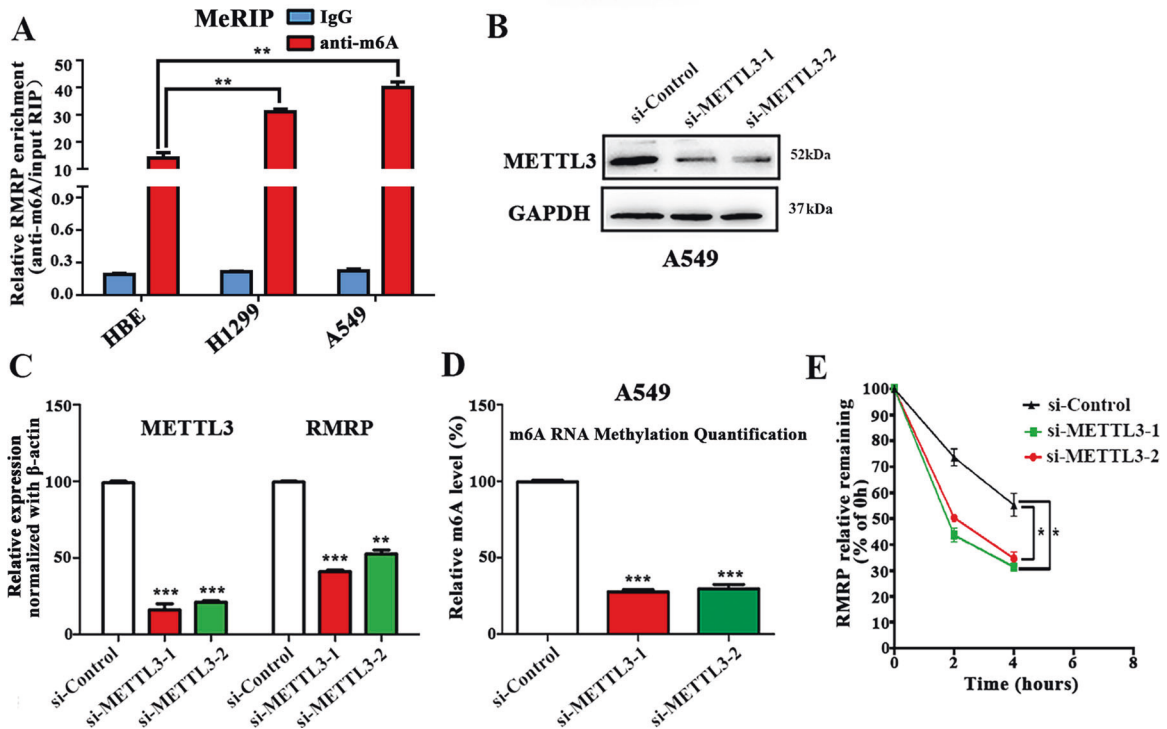 A
MeRIP
IgG
anti-m6A
**
**
Relative RMRP enrichment
(anti-m6A/input RIP)
50
40
30
20
10
0.9
0.6
0.3
0.0
HBE
H1299
A549
B
si-Control
si-METTL3-1
si-METTL3-2
METTL3
52kDa
GAPDH
37kDa
A549
C
Relative expression
normalized with β-actin
150
100
50
0
METTL3
RMRP
***
***
***
**
si-Control
si-METTL3-1
si-METTL3-2
si-Control
si-METTL3-1
si-METTL3-2
D
A549
m6A RNA Methylation Quantification
Relative m6A level (%)
150
100
50
0
***
***
si-Control
si-METTL3-1
si-METTL3-2
E
RMRP relative remaining
(% of 0h)
100
90
80
70
60
50
40
30
20
10
0
si-Control
si-METTL3-1
si-METTL3-2
*
*
0
2
4
6
8
Time (hours)